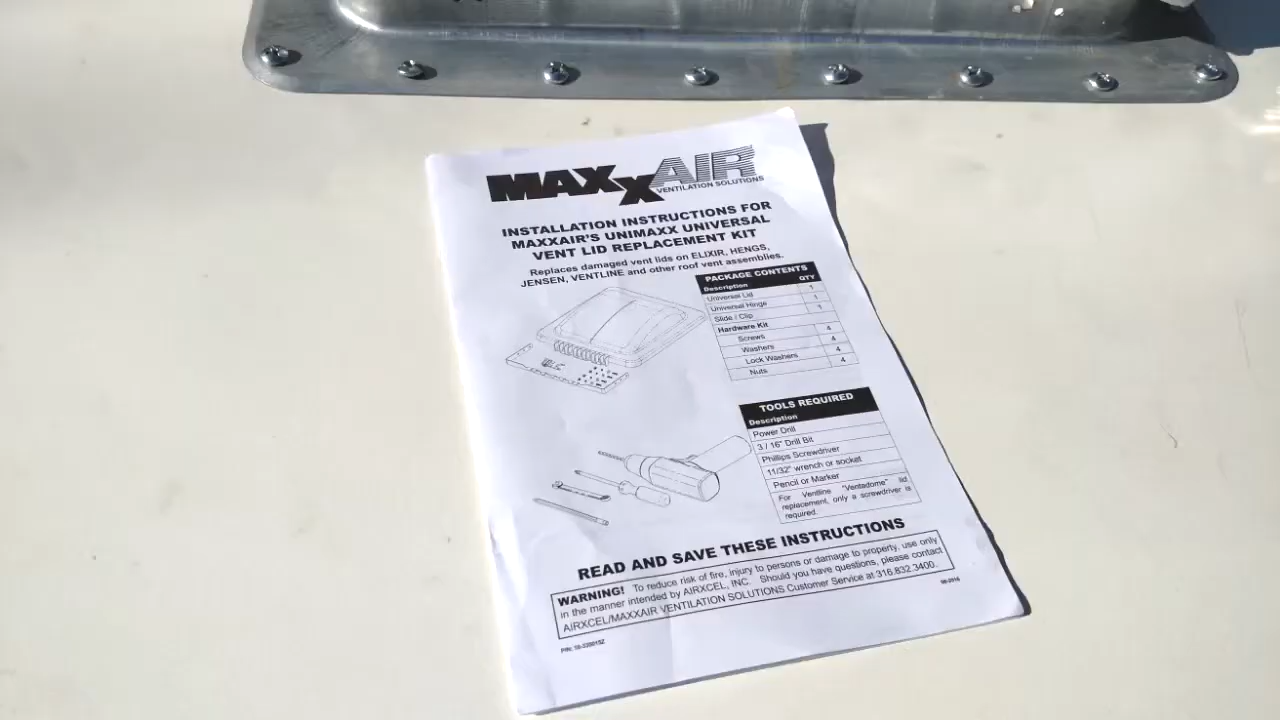 MAXXAIR
VENTILATION SOLUTIONS
INSTALLATION INSTRUCTIONS FOR
MAXXAIR'S UNIMAXX UNIVERSAL
VENT LID REPLACEMENT KIT
Replaces damaged vent lids on ELIXIR, HENGS,
JENSEN, VENTLINE and other roof vent assemblies.
PACKAGE CONTENTS
Description QTY
Universal Lid 1
Universal Hinge 1
Slide / Clip 1
Hardware Kit
Screws 4
Washers 4
Lock Washers 4
Nuts 4
TOOLS REQUIRED
Description
Power Drill
3 / 16" Drill Bit
Phillips Screwdriver
11/32" wrench or socket
Pencil or Marker
For Ventline "Ventadome" lid
replacement, only a screwdriver is
required.
READ AND SAVE THESE INSTRUCTIONS
WARNING! To reduce risk of fire, injury to persons or damage to property, use only
in the manner intended by AIRXCEL, INC. Should you have questions, please contact
AIRXCEL/MAXXAIR VENTILATION SOLUTIONS Customer Service at 316.832.3400.